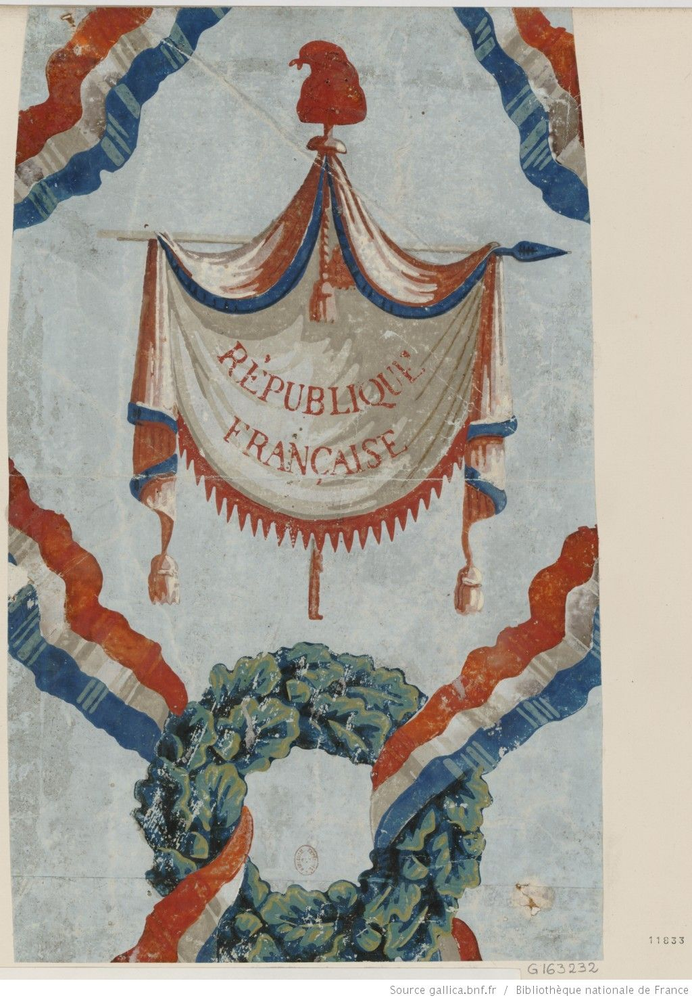 RÉPUBLIQUE
FRANÇAISE
11833
G163232
Source gallica.bnf.fr / Bibliothèque nationale de France